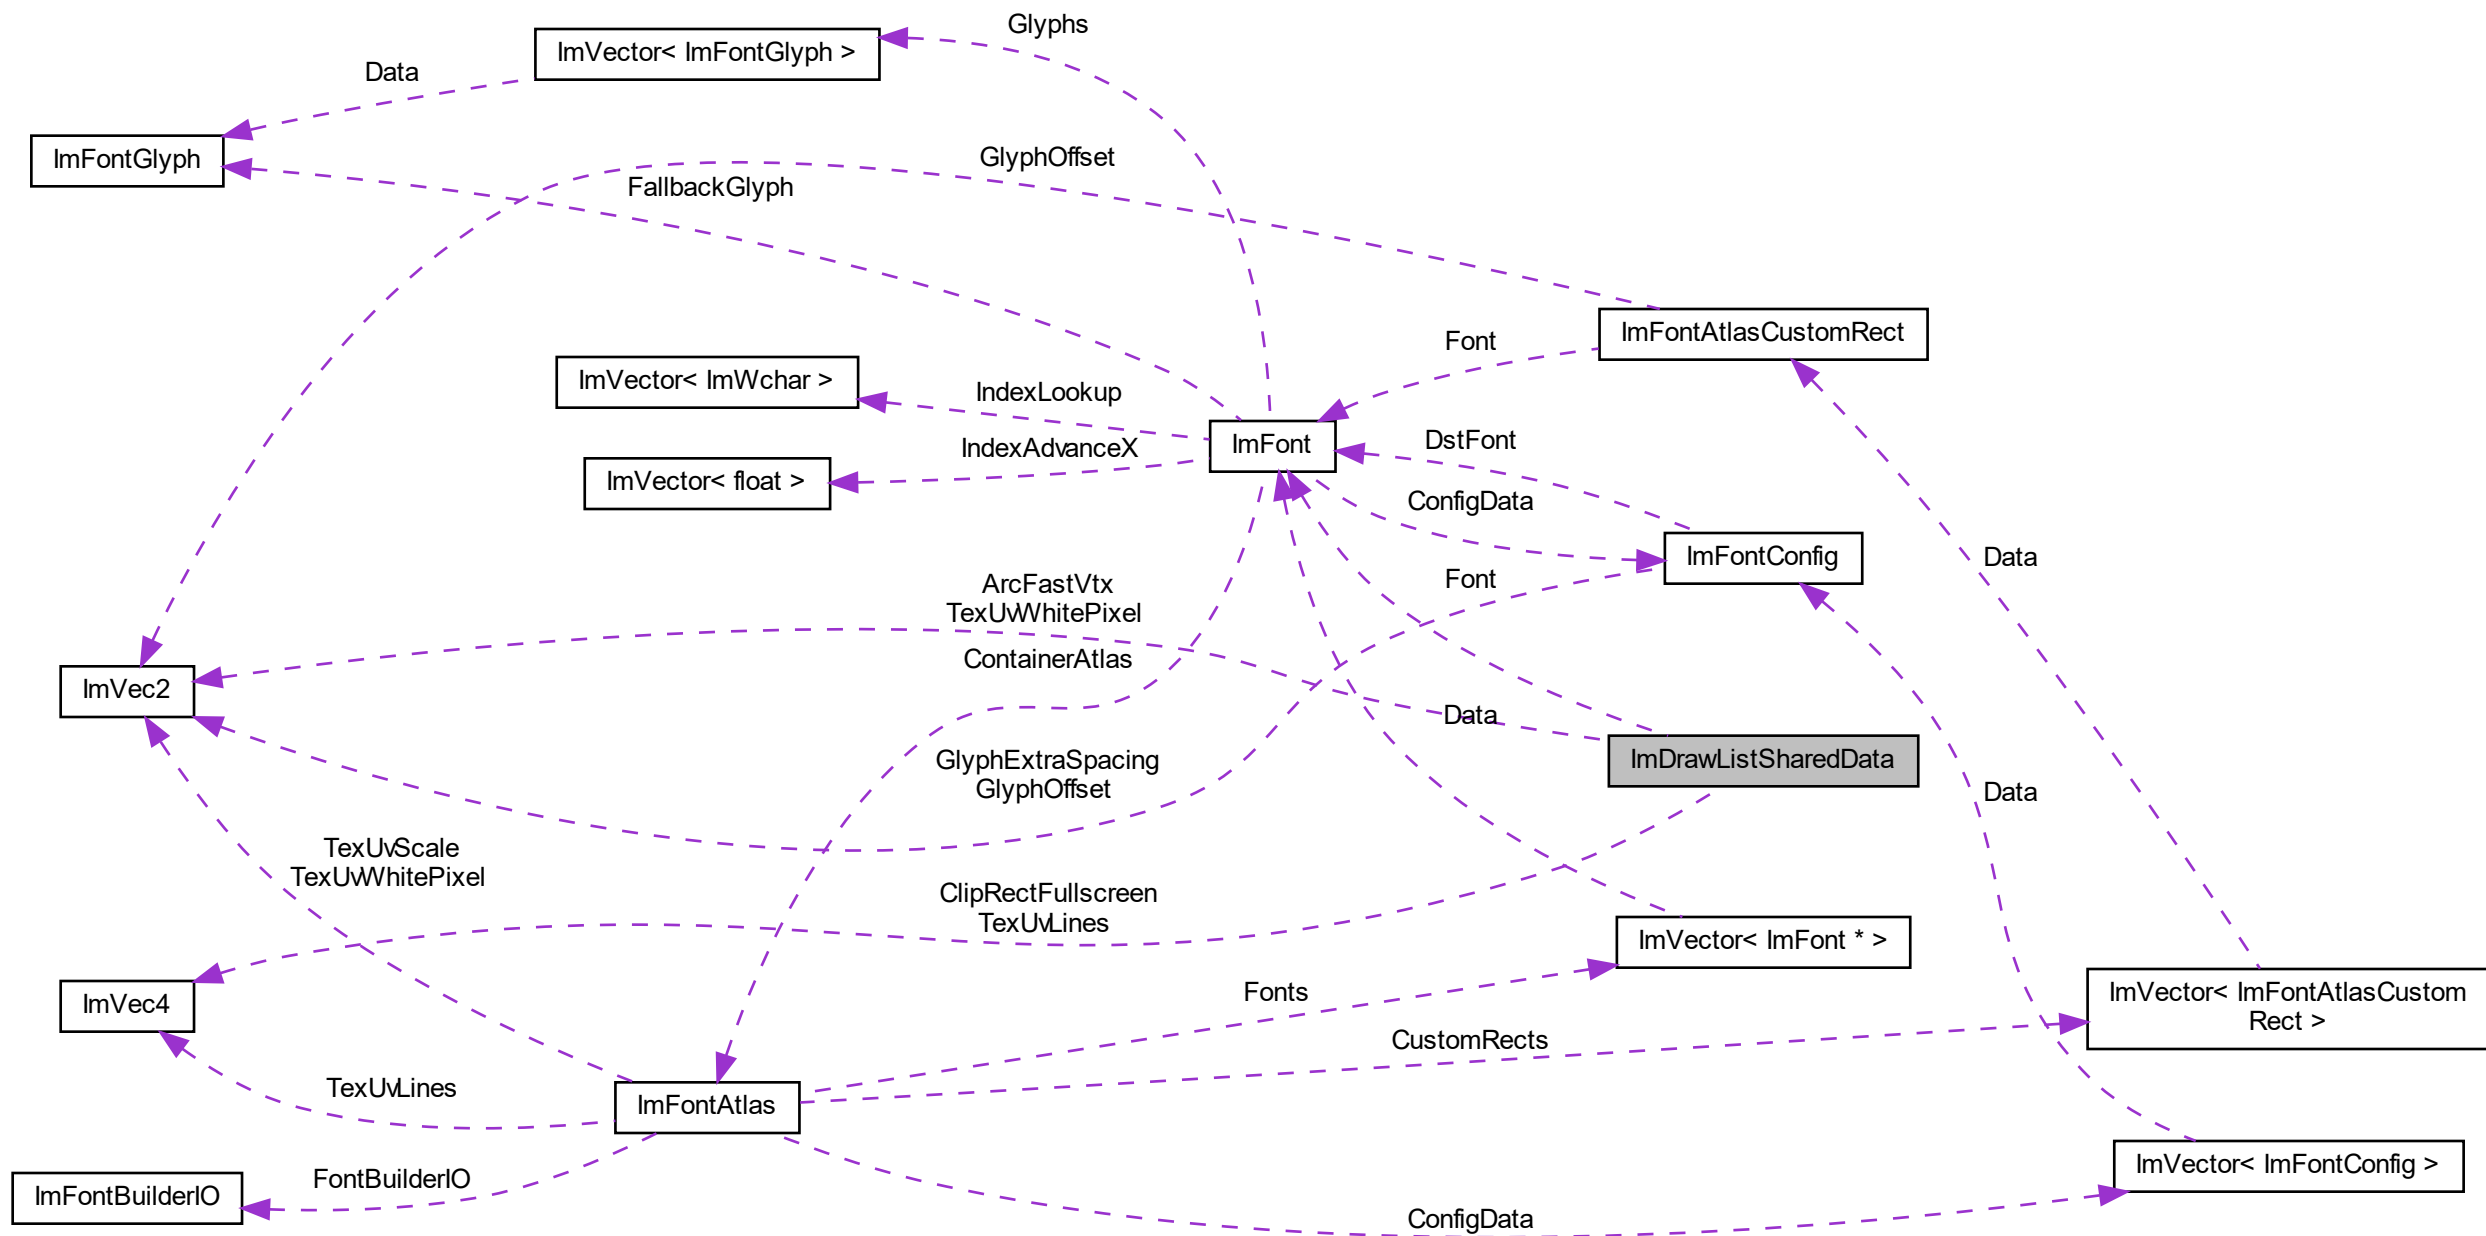 Glyphs
ImVector< ImFontGlyph >
Data
ImFontGlyph
GlyphOffset
FallbackGlyph
ImFontAtlasCustomRect
Font
ImVector< ImWchar >
IndexLookup
ImFont
DstFont
IndexAdvanceX
ImVector< float >
ConfigData
ImFontConfig
Data
ArcFastVtx
TexUvWhitePixel
Font
ContainerAtlas
ImVec2
Data
ImDrawListSharedData
GlyphExtraSpacing
GlyphOffset
Data
TexUvScale
TexUvWhitePixel
ClipRectFullscreen
TexUvLines
ImVector< ImFont * >
ImVec4
Fonts
ImVector< ImFontAtlasCustom
Rect >
CustomRects
TexUvLines
ImFontAtlas
FontBuilderIO
ImFontBuilderIO
ImVector< ImFontConfig >
ConfigData